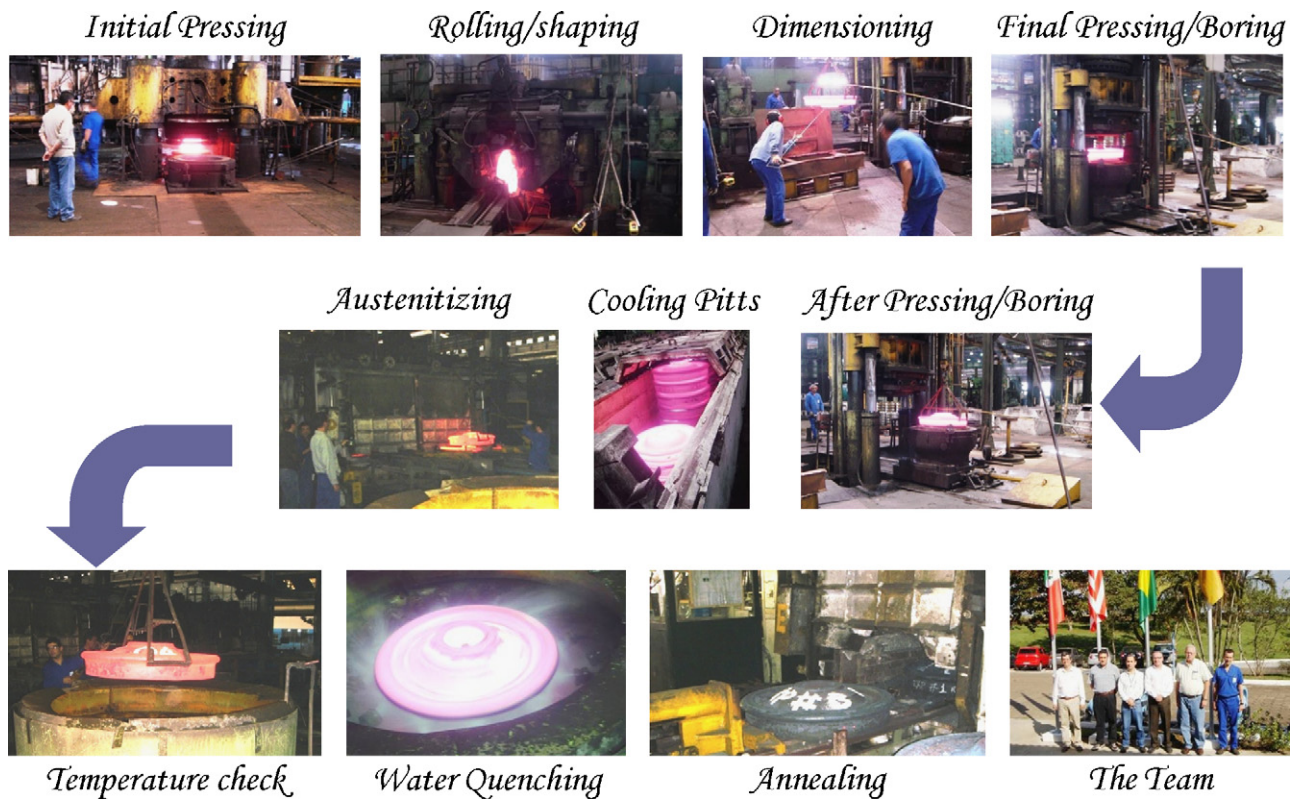 Initial Pressing
Rolling/shaping
Dimensioning
Final Pressing/Boring
Austenitizing
Cooling Pitts
After Pressing/Boring
Temperature check
Water Quenching
Annealing
The Team